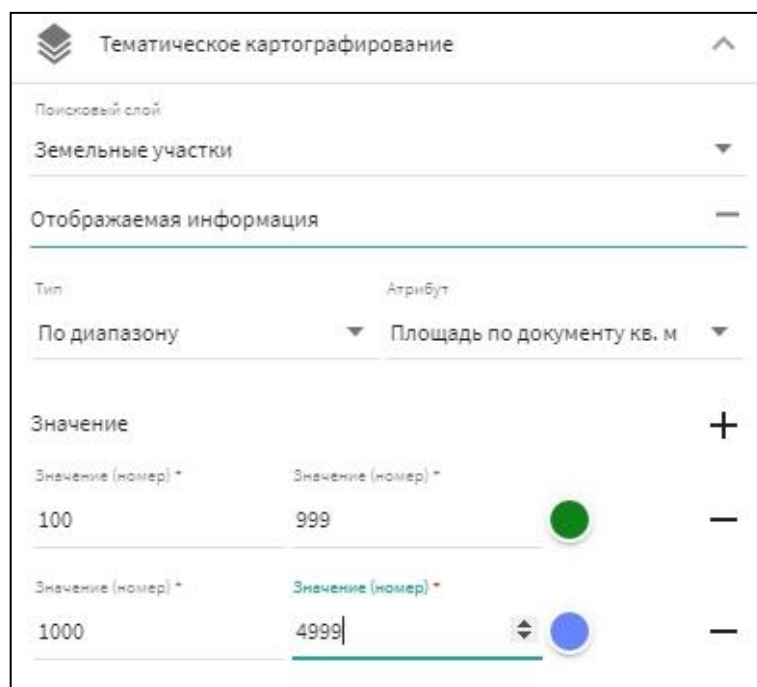 Тематическое картографирование
Поисковый слой
Земельные участки
Отображаемая информация
Тип Атрибут
По диапазону Площадь по документу кв. м
Значение
Значение (номер) * Значение (номер) *
100 999
Значение (номер) * Значение (номер) *
1000 4999